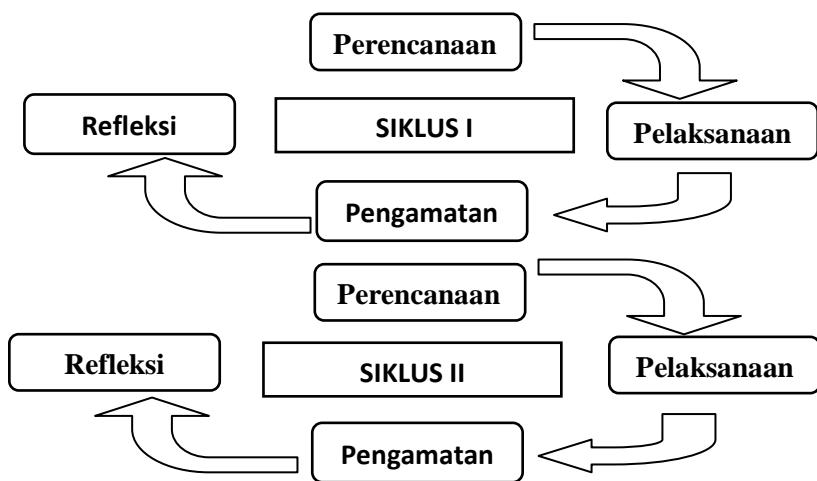 Perencanaan
Refleksi
SIKLUS I
Pelaksanaan
Pengamatan
Perencanaan
Refleksi
SIKLUS II
Pelaksanaan
Pengamatan